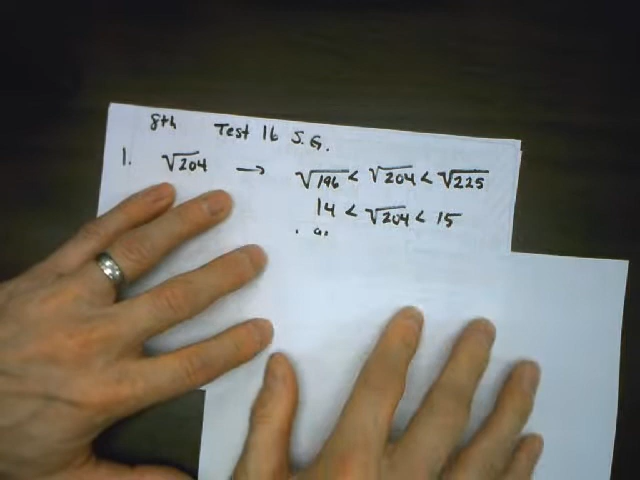 8th Test 16 S.G.
1. √204 → √196 < √204 < √225
14 < √204 < 15